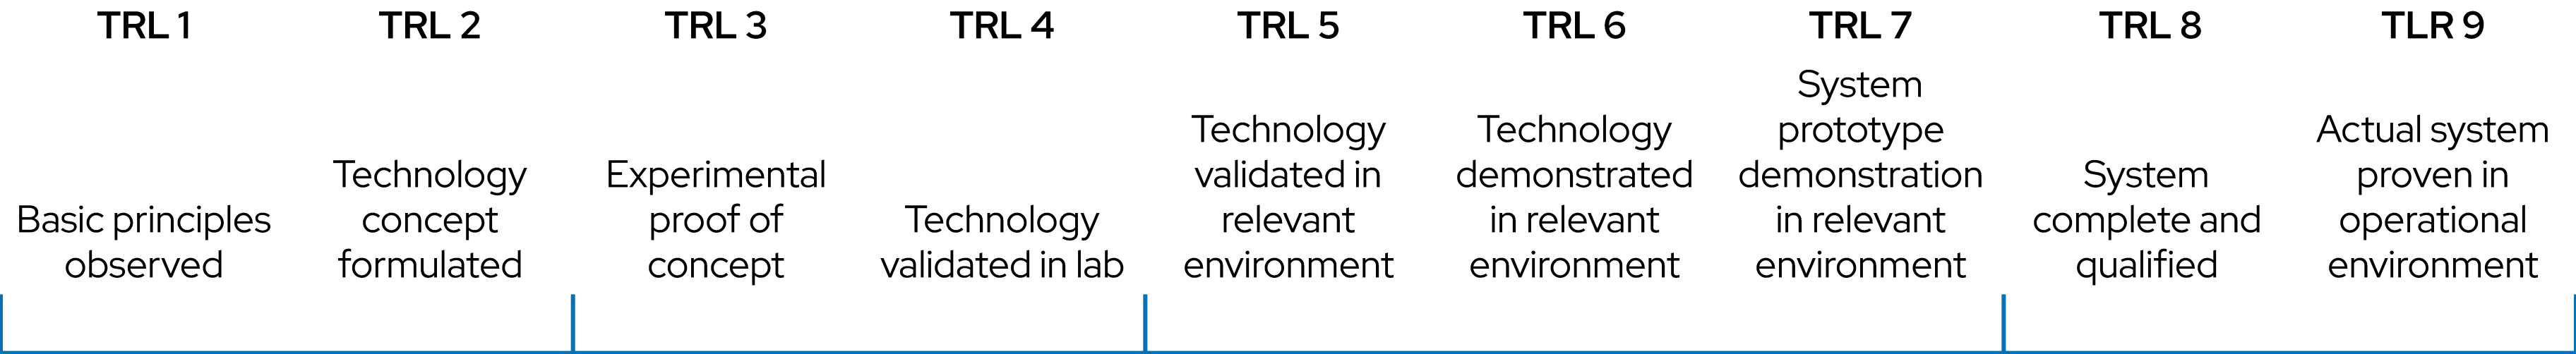 TRL 1
Basic principles
observed
TRL 2
Technology
concept
formulated
TRL 3
Experimental
proof of
concept
TRL 4
Technology
validated in lab
TRL 5
Technology
validated in
relevant
environment
TRL 6
Technology
demonstrated
in relevant
environment
TRL 7
System
prototype
demonstration
in relevant
environment
TRL 8
System
complete and
qualified
TLR 9
Actual system
proven in
operational
environment